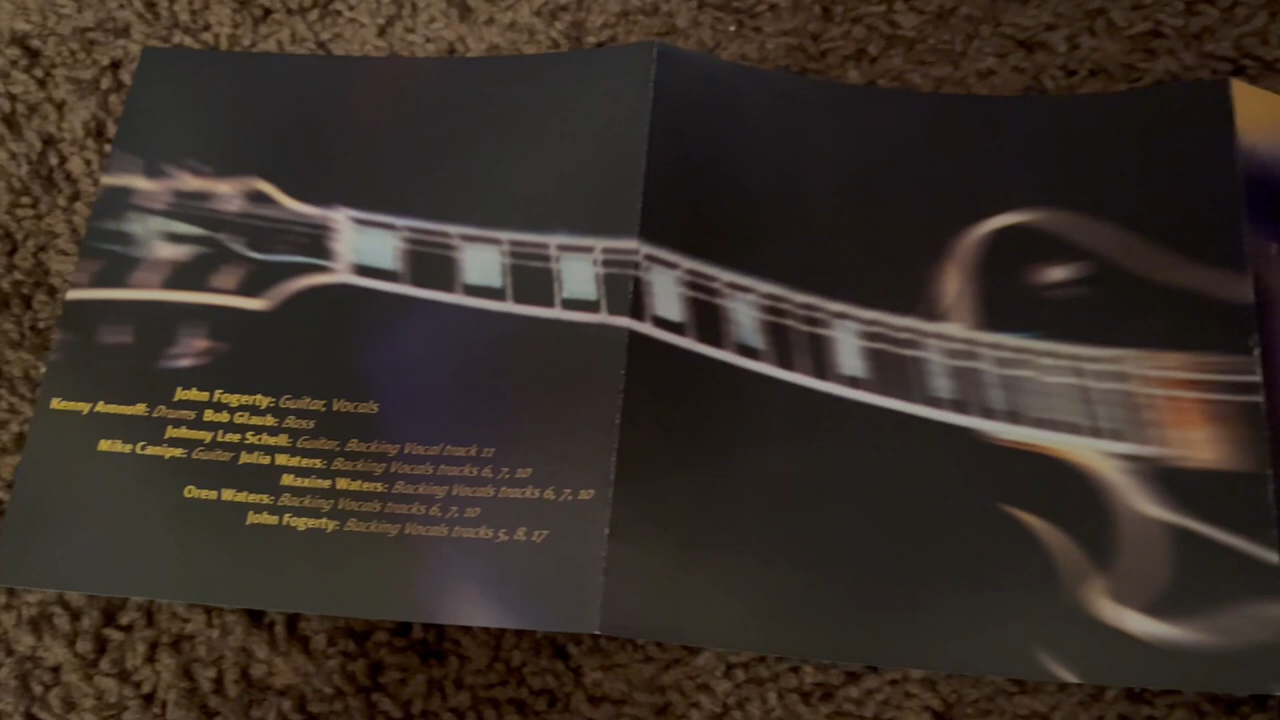 John Fogerty: Guitar, Vocals
Kenny Aronoff: Drums Bob Glaub: Bass
Johnny Lee Schell: Guitar, Backing Vocal track 11
Mike Canipe: Guitar Julia Waters: Backing Vocals tracks 6, 7, 10
Maxine Waters: Backing Vocals tracks 6, 7, 10
Oren Waters: Backing Vocals tracks 6, 7, 10
John Fogerty: Backing Vocals tracks 5, 8, 17